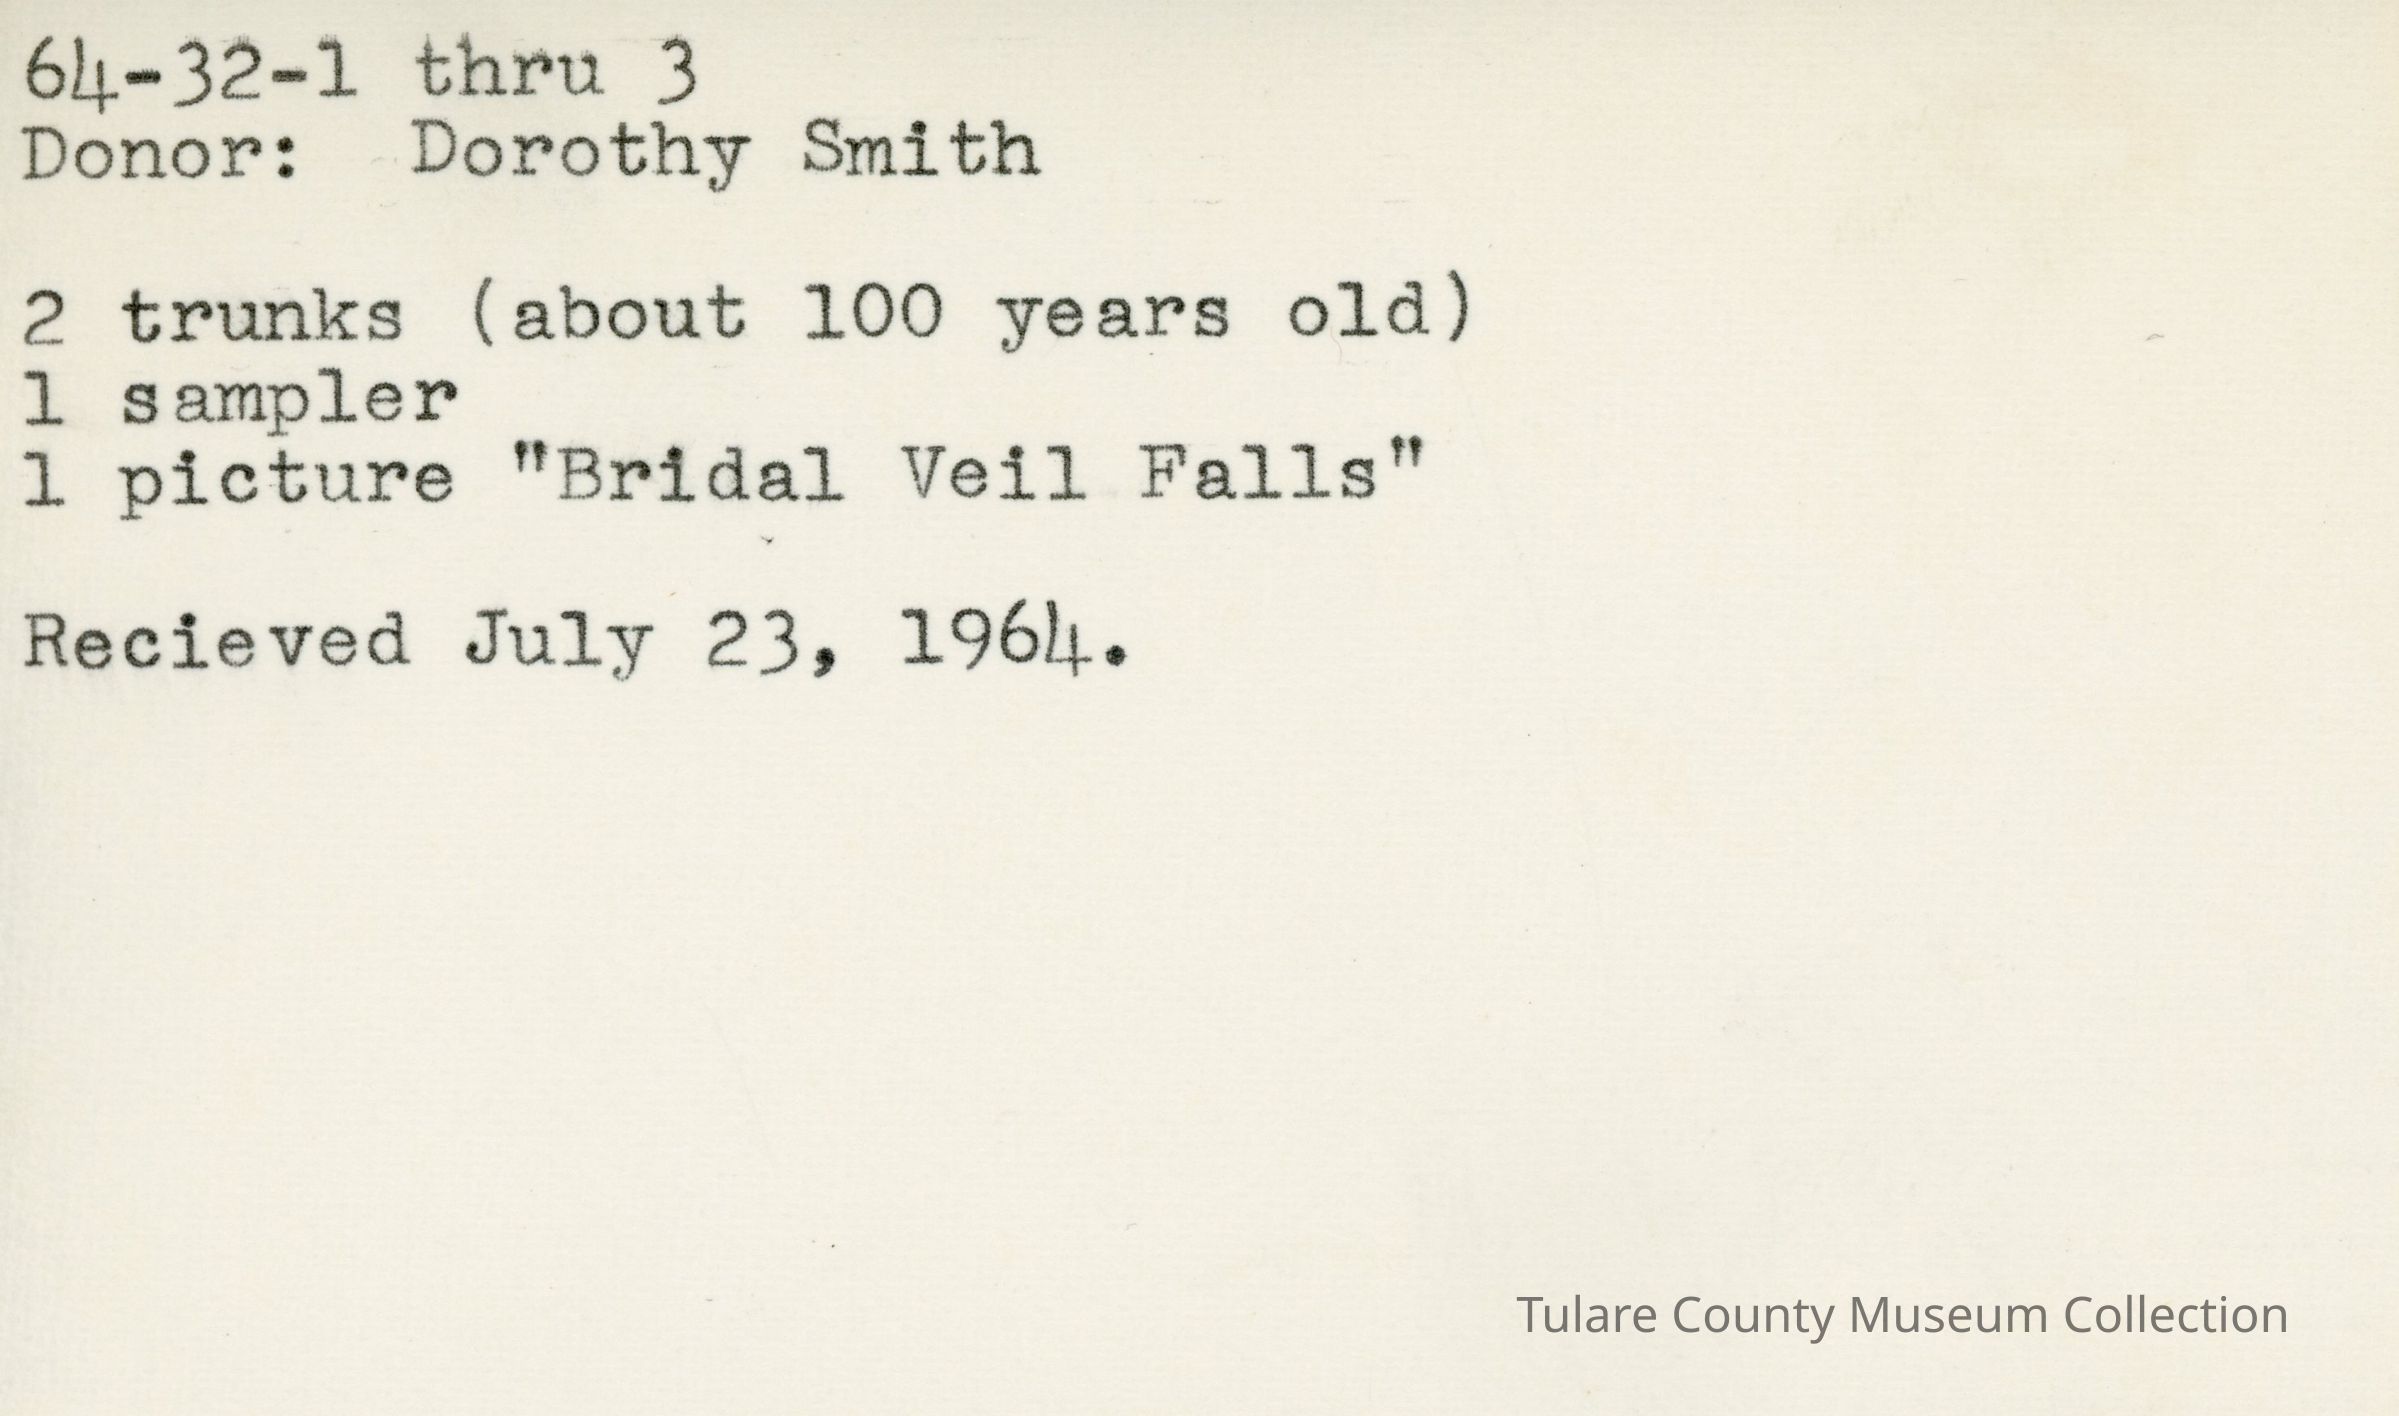 64-32-1 thru 3
Donor: Dorothy Smith
2 trunks (about 100 years old)
1 sampler
1 picture "Bridal Veil Falls"
Recieved July 23, 1964.
Tulare County Museum Collection